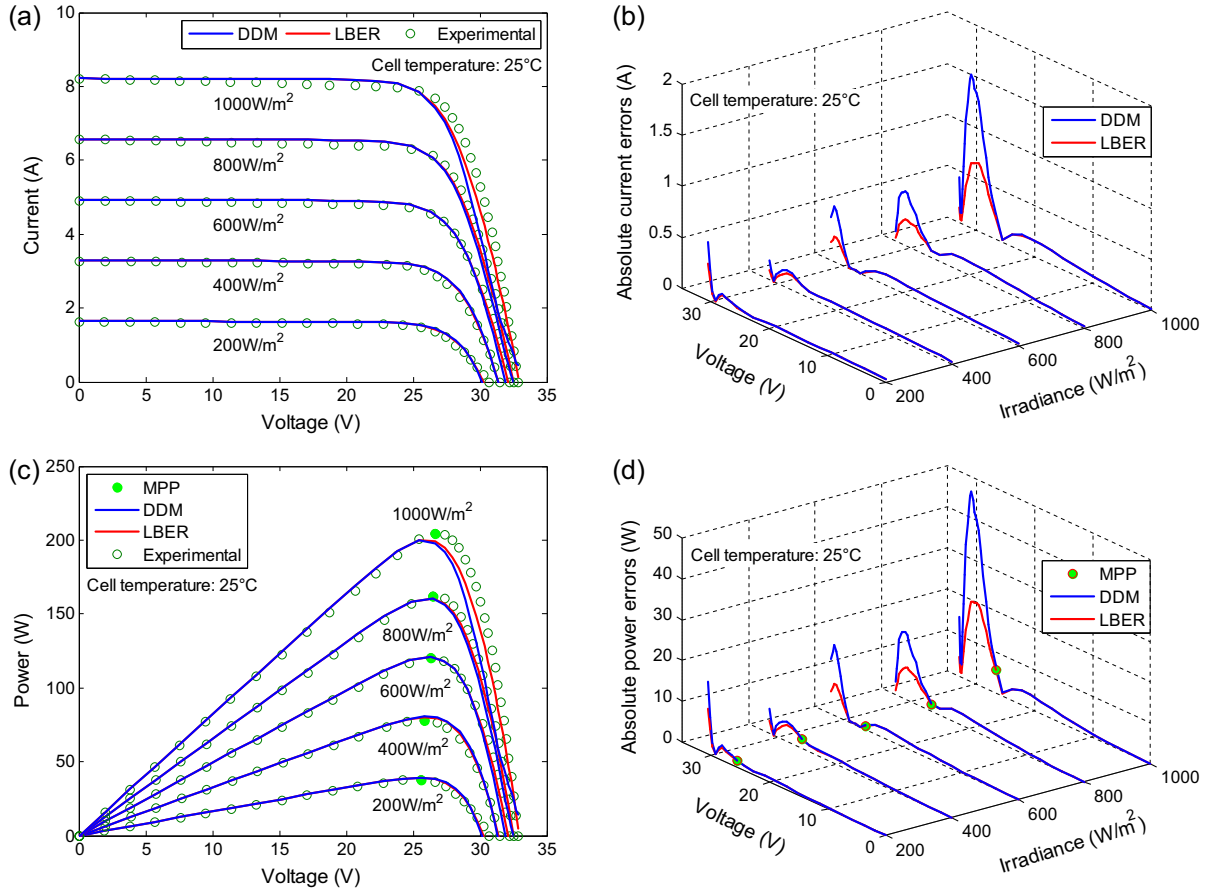 (a)
10
8
6
4
2
0
Current (A)
DDM LBER Experimental
Cell temperature: 25°C
1000W/m²
800W/m²
600W/m²
400W/m²
200W/m²
0 5 10 15 20 25 30 35
Voltage (V)
(b)
2
1.5
1
0.5
0
Absolute current errors (A)
Cell temperature: 25°C
DDM
LBER
30
20
10
0
Voltage (V)
200
400
600
800
1000
Irradiance (W/m²)
(c)
250
200
150
100
50
0
Power (W)
MPP
DDM
LBER
Experimental
Cell temperature: 25°C
1000W/m²
800W/m²
600W/m²
400W/m²
200W/m²
0 5 10 15 20 25 30 35
Voltage (V)
(d)
50
40
30
20
10
0
Absolute power errors (W)
Cell temperature: 25°C
MPP
DDM
LBER
30
20
10
0
Voltage (V)
200
400
600
800
1000
Irradiance (W/m²)